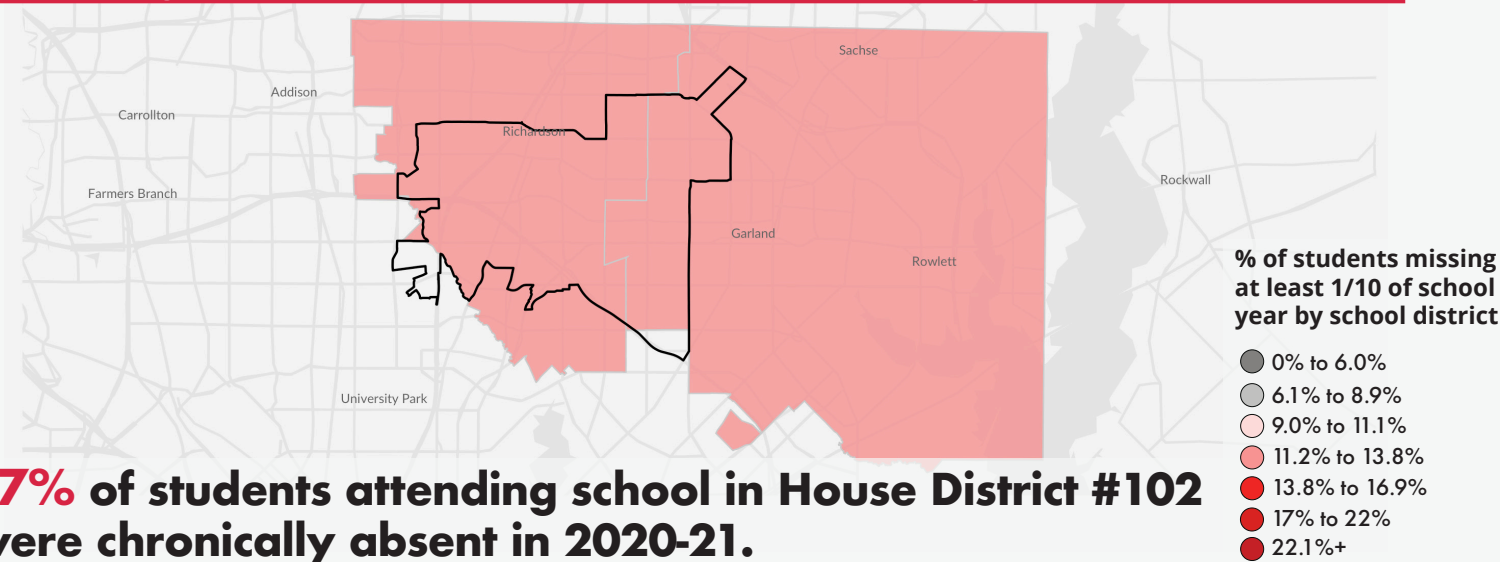 Sachse
Addison
Carrollton
Richardson
Rockwall
Farmers Branch
Garland
Rowlett
University Park
% of students missing
at least 1/10 of school
year by school district
0% to 6.0%
6.1% to 8.9%
9.0% to 11.1%
11.2% to 13.8%
13.8% to 16.9%
17% to 22%
22.1%+
7% of students attending school in House District #102
ere chronically absent in 2020-21.